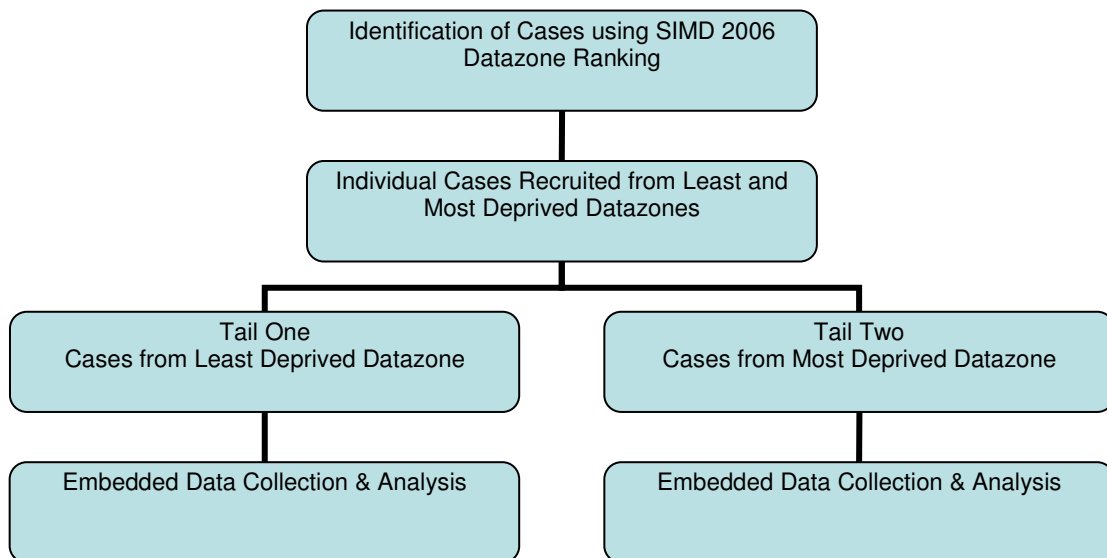 Identification of Cases using SIMD 2006
Datazone Ranking
Individual Cases Recruited from Least and
Most Deprived Datazones
Tail One
Cases from Least Deprived Datazone
Tail Two
Cases from Most Deprived Datazone
Embedded Data Collection & Analysis
Embedded Data Collection & Analysis